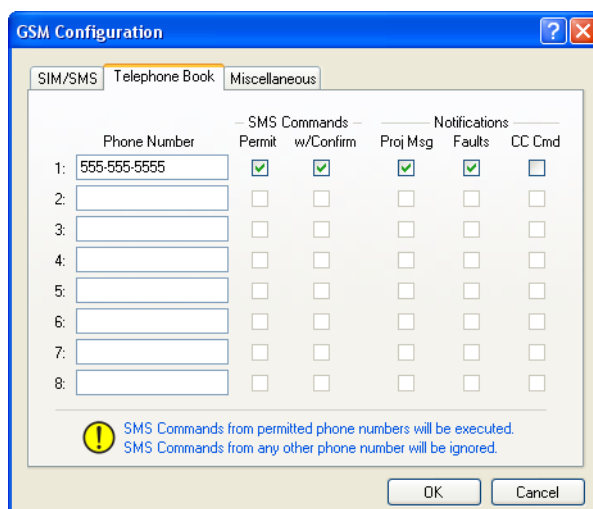 GSM Configuration
SIM/SMS Telephone Book Miscellaneous
SMS Commands Notifications
Phone Number Permit w/Confirm Proj Msg Faults CC Cmd
1: 555-555-5555
2:
3:
4:
5:
6:
7:
8:
SMS Commands from permitted phone numbers will be executed.
SMS Commands from any other phone number will be ignored.
OK Cancel